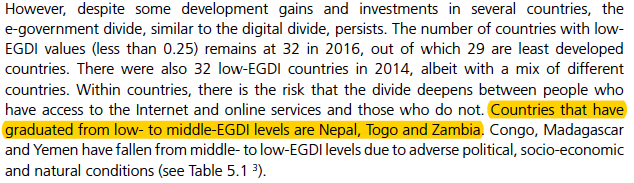 However, despite some development gains and investments in several countries, the
e-government divide, similar to the digital divide, persists. The number of countries with low-
EGDI values (less than 0.25) remains at 32 in 2016, out of which 29 are least developed
countries. There were also 32 low-EGDI countries in 2014, albeit with a mix of different
countries. Within countries, there is the risk that the divide deepens between people who
have access to the Internet and online services and those who do not. Countries that have
graduated from low- to middle-EGDI levels are Nepal, Togo and Zambia. Congo, Madagascar
and Yemen have fallen from middle- to low-EGDI levels due to adverse political, socio-economic
and natural conditions (see Table 5.1 ³).